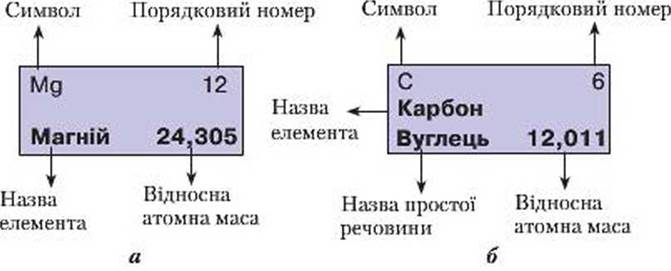 Символ Порядковий номер
Mg 12
Магній 24,305
Назва елемента
Відносна атомна маса
а
Символ Порядковий номер
C 6
Назва елемента
Карбон
Вуглець 12,011
Назва простої речовини
Відносна атомна маса
б